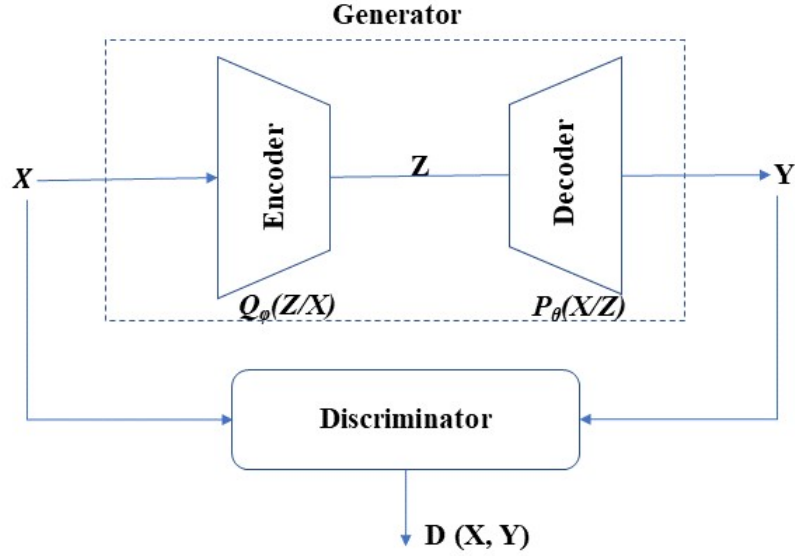 Generator
X
Encoder
Z
Decoder
Y
Qφ(Z/X)
Pθ(X/Z)
Discriminator
D (X, Y)